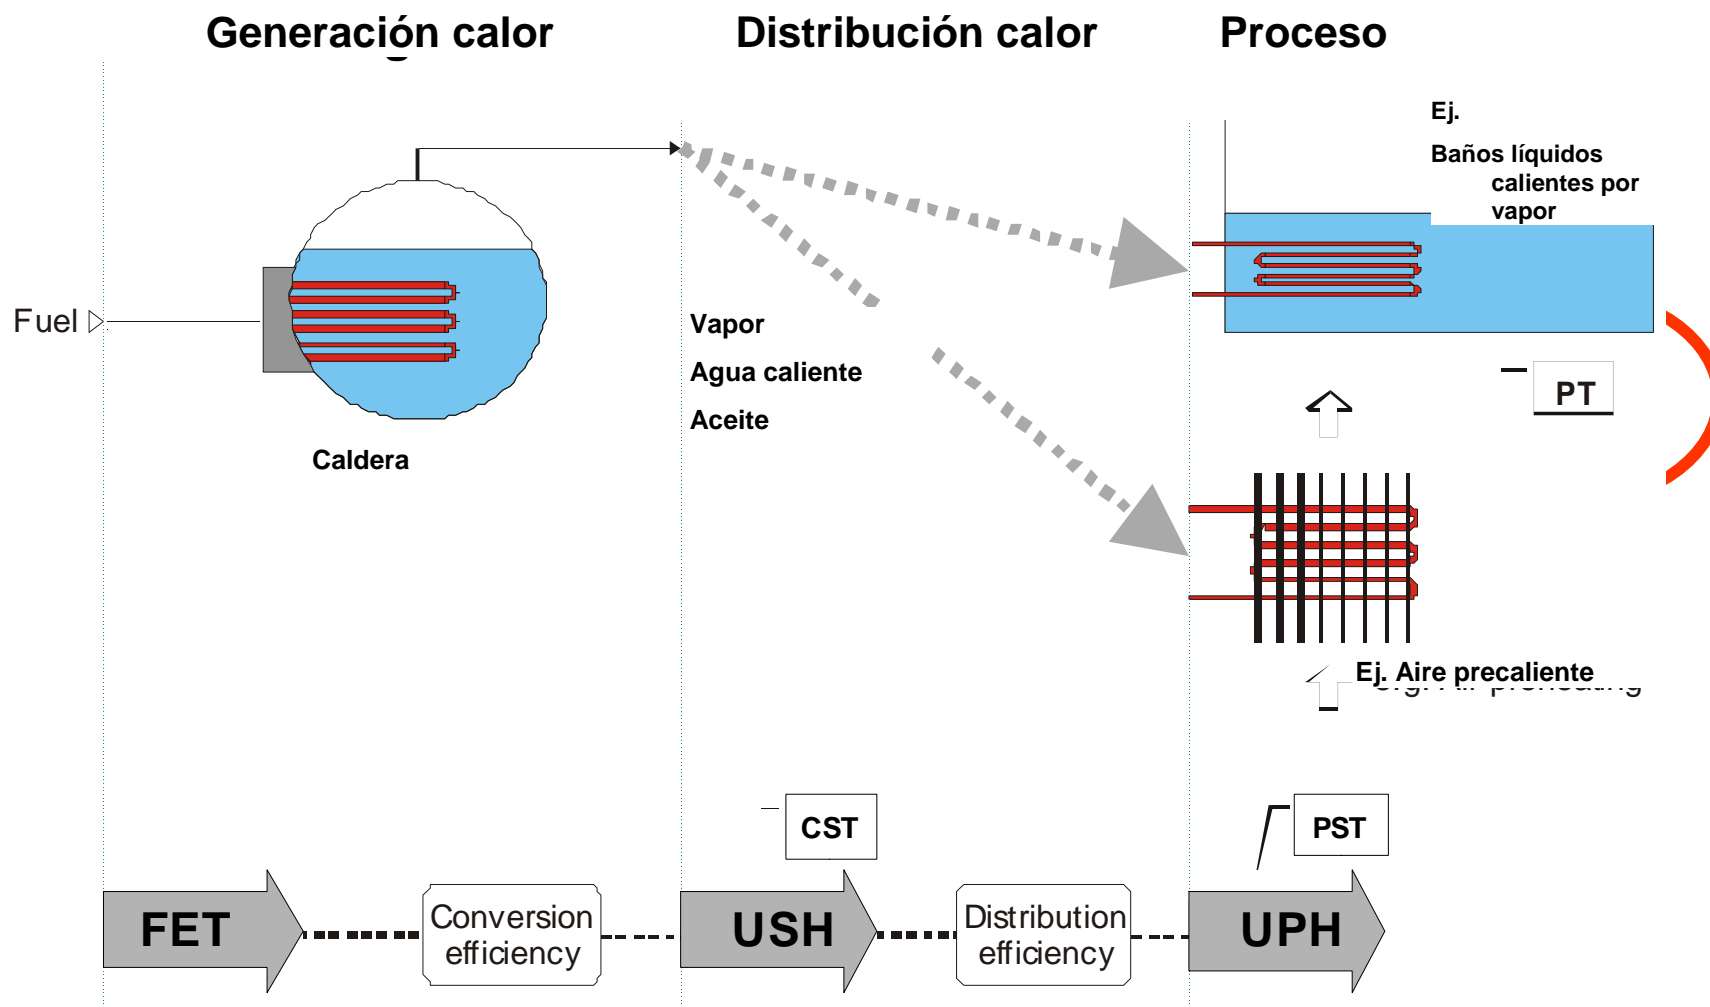 Generación calor
Distribución calor
Proceso
Ej.
Baños líquidos
calientes por
vapor
Fuel
Vapor
Agua caliente
Aceite
PT
Caldera
Ej. Aire precaliente
CST
PST
FET
Conversion
efficiency
USH
Distribution
efficiency
UPH